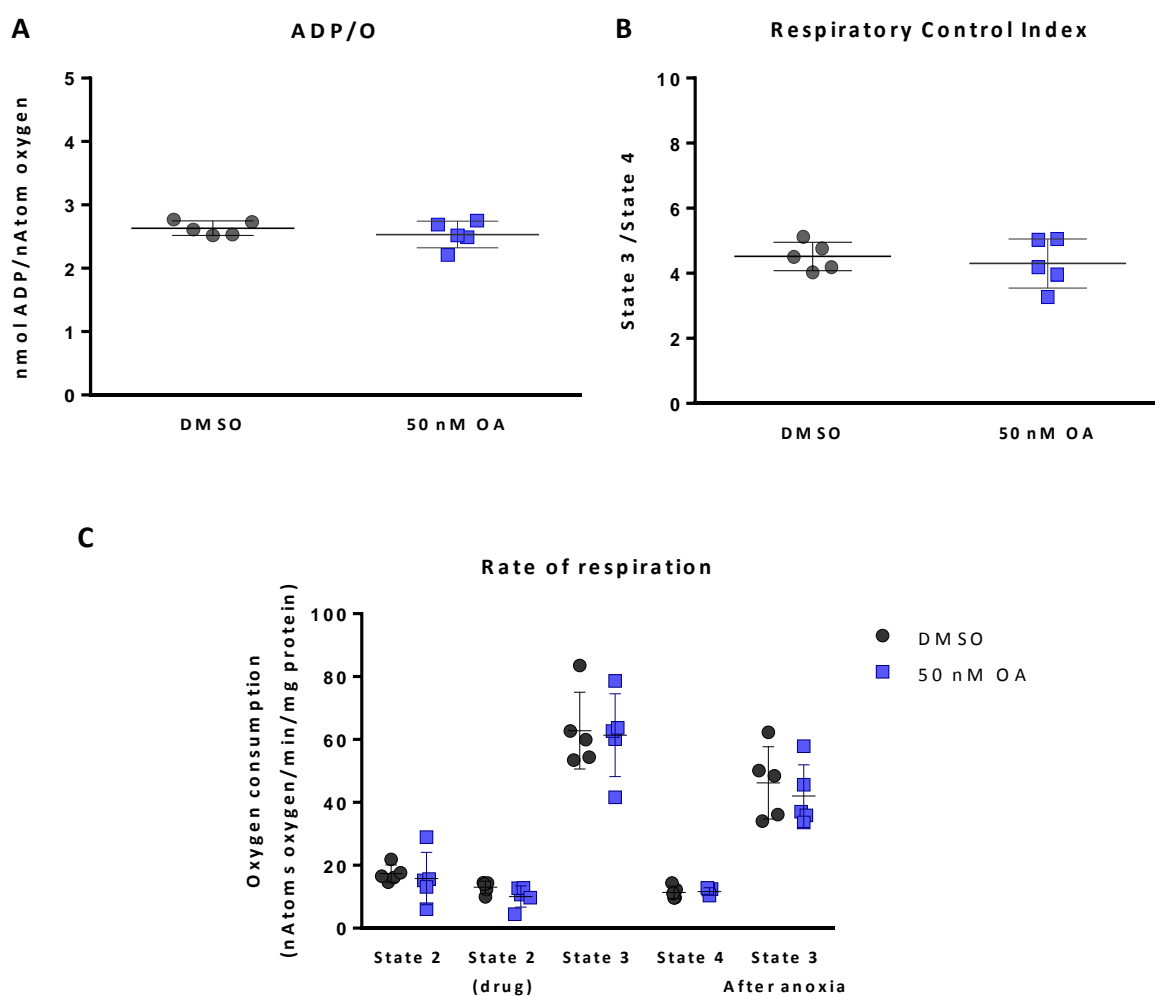 A
ADP/O
nmol ADP/nAtom oxygen
5
4
3
2
1
0
DMSO
50 nM OA
B
Respiratory Control Index
State 3 /State 4
10
8
6
4
2
0
DMSO
50 nM OA
C
Rate of respiration
Oxygen consumption
(nAtoms oxygen/min/mg protein)
100
80
60
40
20
0
State 2
State 2
(drug)
State 3
State 4
State 3
After anoxia
DMSO
50 nM OA